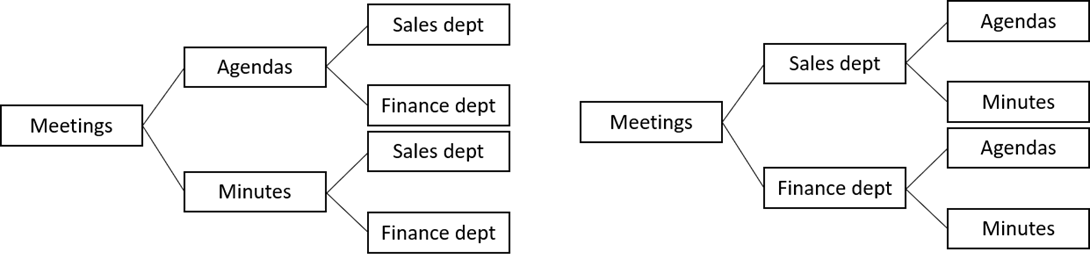 Meetings
Agendas
Sales dept
Finance dept
Minutes
Sales dept
Finance dept
Meetings
Sales dept
Agendas
Minutes
Finance dept
Agendas
Minutes